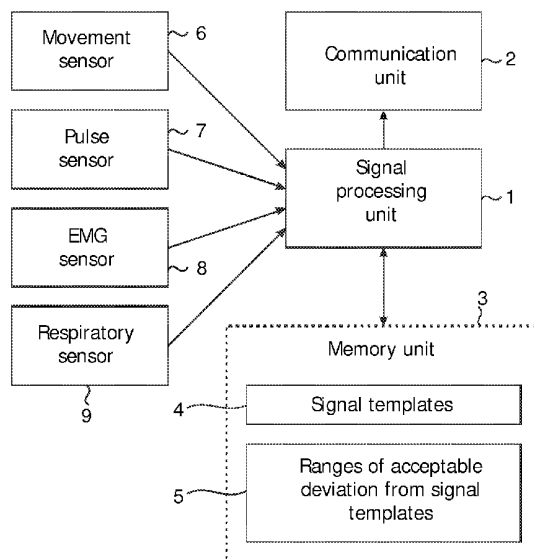 Movement
sensor
6
Communication
unit
2
Pulse
sensor
7
Signal
processing
unit
1
EMG
sensor
8
Respiratory
sensor
9
3
Memory unit
4
Signal templates
5
Ranges of acceptable
deviation from signal
templates